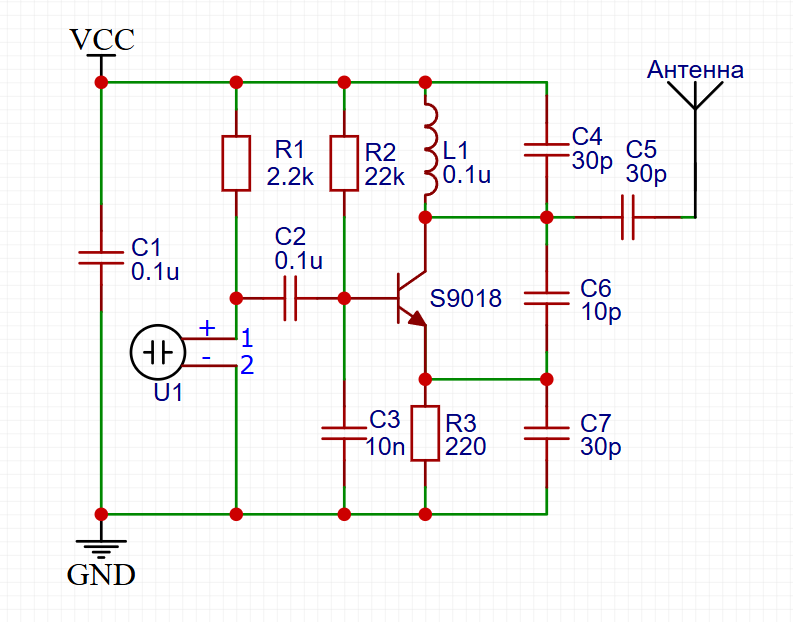 VCC
Антенна
R1
2.2k
R2
22k
L1
0.1u
C4
30p
C5
30p
C1
0.1u
C2
0.1u
S9018
C6
10p
+
1
-
2
U1
C3
10n
R3
220
C7
30p
GND